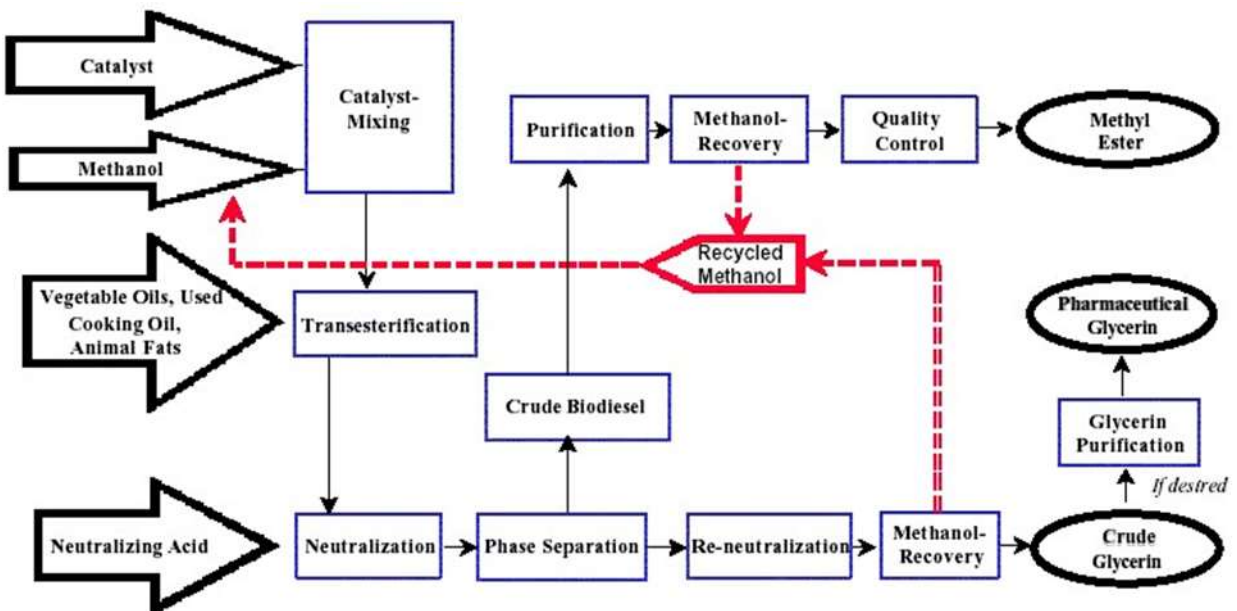 Catalyst
Catalyst-
Mixing
Methanol
Purification
Methanol-
Recovery
Quality
Control
Methyl
Ester
Recycled
Methanol
Vegetable Oils, Used
Cooking Oil,
Animal Fats
Transesterification
Crude Biodiesel
Pharmaceutical
Glycerin
Glycerin
Purification
If destred
Neutralizing Acid
Neutralization
Phase Separation
Re-neutralization
Methanol-
Recovery
Crude
Glycerin